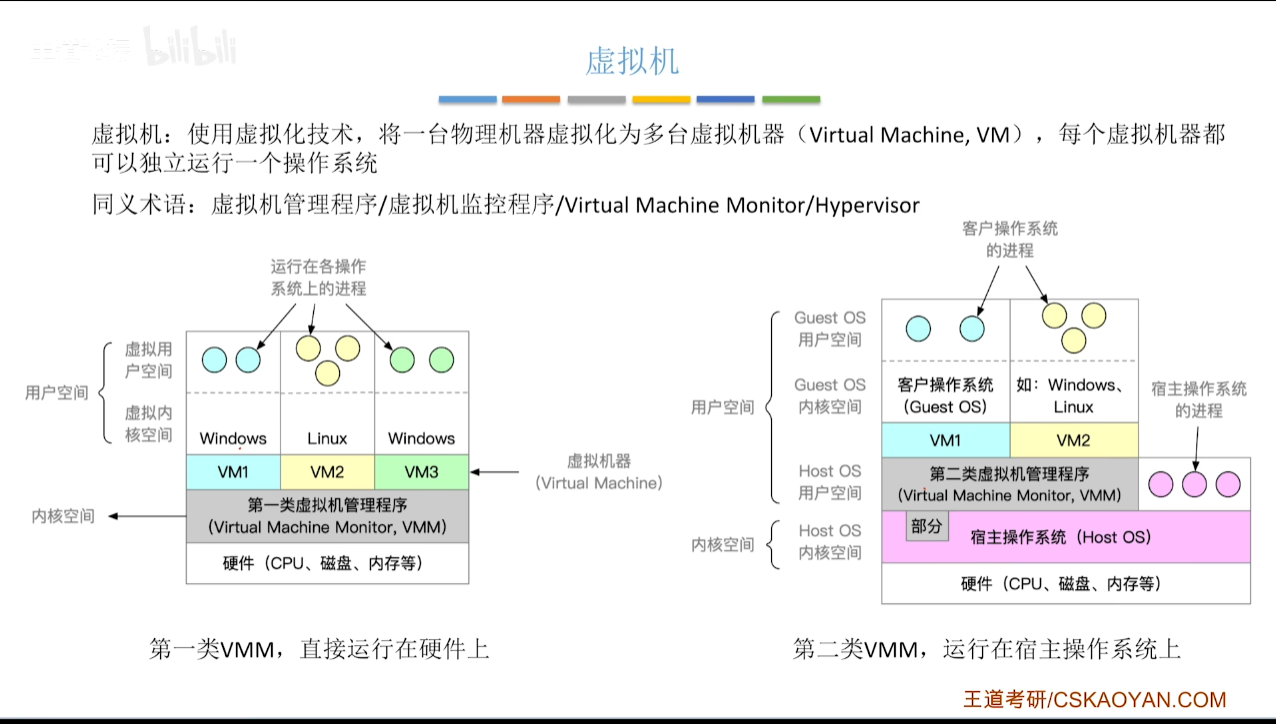 bilibili
虚拟机
虚拟机：使用虚拟化技术，将一台物理机器虚拟化为多台虚拟机器（Virtual Machine, VM），每个虚拟机器都
可以独立运行一个操作系统
同义术语：虚拟机管理程序/虚拟机监控程序/Virtual Machine Monitor/Hypervisor
运行在各操作
系统上的进程
用户空间
虚拟用
户空间
虚拟内
核空间
Windows
Linux
Windows
VM1
VM2
VM3
虚拟机器
（Virtual Machine）
内核空间
第一类虚拟机管理程序
（Virtual Machine Monitor, VMM）
硬件（CPU、磁盘、内存等）
第一类VMM，直接运行在硬件上
客户操作系统
的进程
用户空间
Guest OS
用户空间
Guest OS
内核空间
客户操作系统
（Guest OS）
如：Windows、
Linux
宿主操作系统
的进程
VM1
VM2
Host OS
用户空间
第二类虚拟机管理程序
（Virtual Machine Monitor, VMM）
内核空间
Host OS
内核空间
部分
宿主操作系统（Host OS）
硬件（CPU、磁盘、内存等）
第二类VMM，运行在宿主操作系统上
王道考研/CSKAOYAN.COM